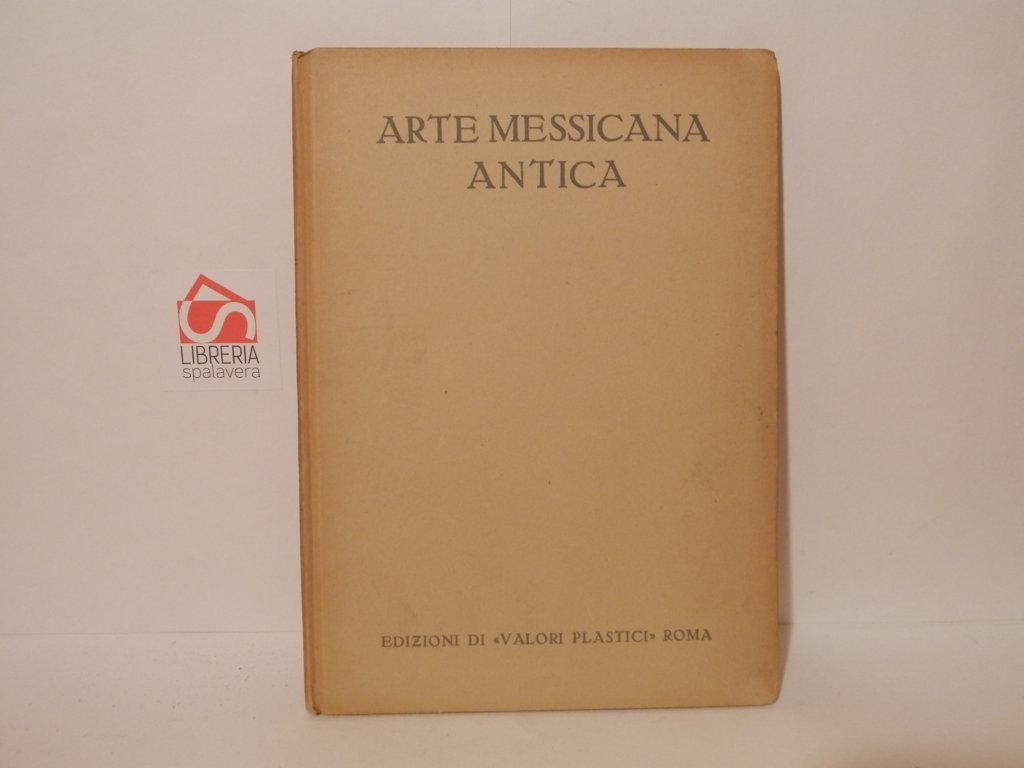 ARTE MESSICANA
ANTICA
EDIZIONI DI «VALORI PLASTICI» ROMA
LIBRERIA
spalavera